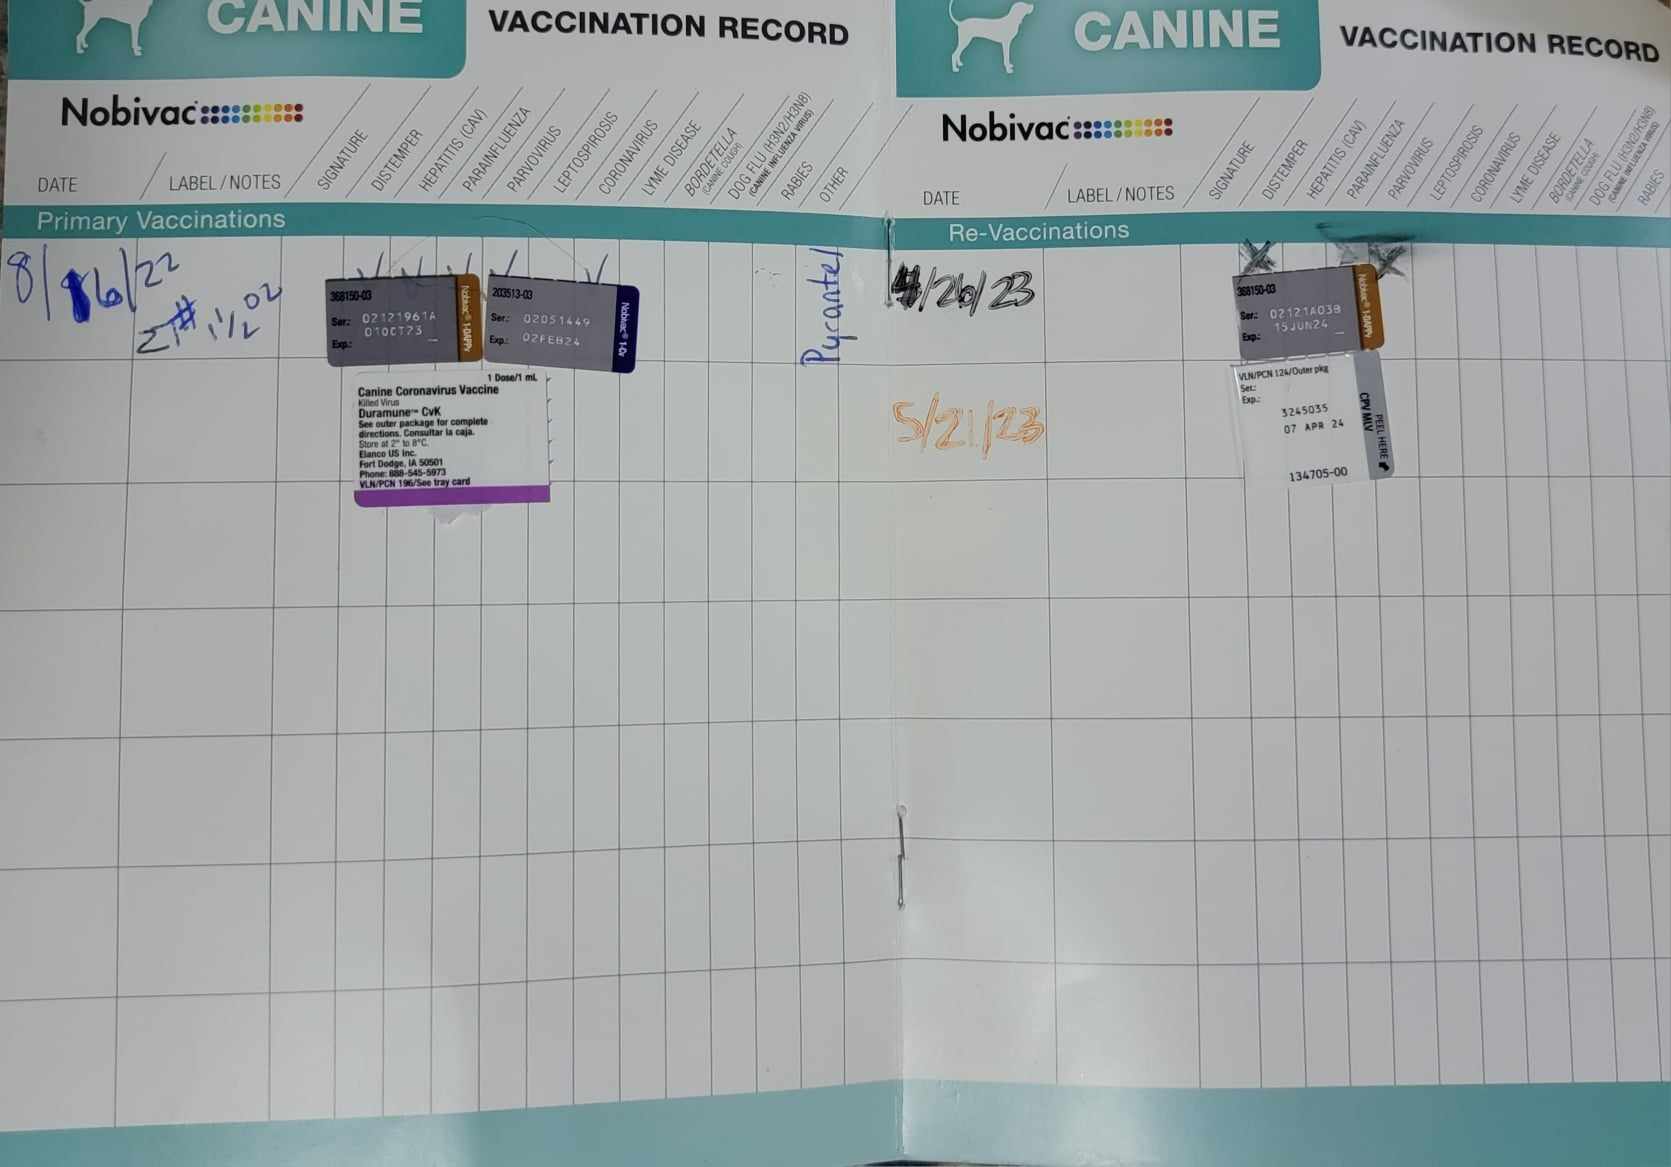 CANINE
VACCINATION RECORD
Nobivac
DATE
LABEL / NOTES
SIGNATURE
DISTEMPER
HEPATITIS (CAV)
PARAINFLUENZA
PARVOVIRUS
LEPTOSPIROSIS
CORONAVIRUS
LYME DISEASE
BORDETELLA
(CANINE COUGH)
DOG FLU (H3N2/H3N8)
(CANINE INFLUENZA VIRUS)
RABIES
OTHER
Primary Vaccinations
8/16/22
# 1 1/2 oz
368150-03
Ser.: 02121961A
01OCT23
Exp.:
Nobivac® 1-DAPPv
203513-03
Ser.: 02051449
Exp.: 02FEB24
Nobivac® 1-Cv
Pyrantel
1 Dose/1 mL
Canine Coronavirus Vaccine
Killed Virus
Duramune™ CvK
See outer package for complete
directions. Consultar la caja.
Store at 2° to 8°C.
Elanco US Inc.
Fort Dodge, IA 50501
Phone: 888-545-5973
VLN/PCN 196/See tray card
CANINE
VACCINATION RECORD
Nobivac
DATE
LABEL / NOTES
SIGNATURE
DISTEMPER
HEPATITIS (CAV)
PARAINFLUENZA
PARVOVIRUS
LEPTOSPIROSIS
CORONAVIRUS
LYME DISEASE
BORDETELLA
(CANINE COUGH)
DOG FLU (H3N2/H3N8)
(CANINE INFLUENZA VIRUS)
RABIES
Re-Vaccinations
4/26/23
368150-03
Ser.: 02121A03B
15JUN24
Exp.:
Nobivac® 1-DAPPv
5/21/23
VLN/PCN 124/Outer pkg
Ser.:
Exp.:
3245035
07 APR 24
134705-00
CPV MLV
PEEL HERE